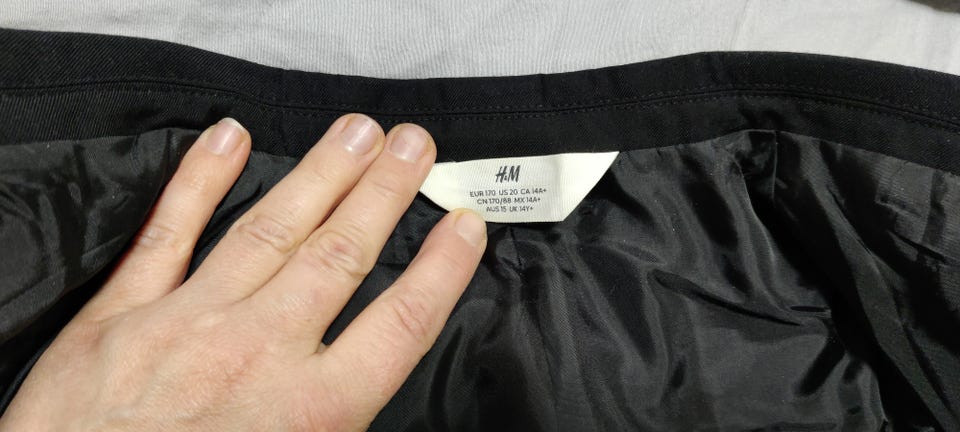 H&M
EUR 170 US 20 CA 14A+
CN 170/88 MX 14A+
AUS 15 UK 14Y+